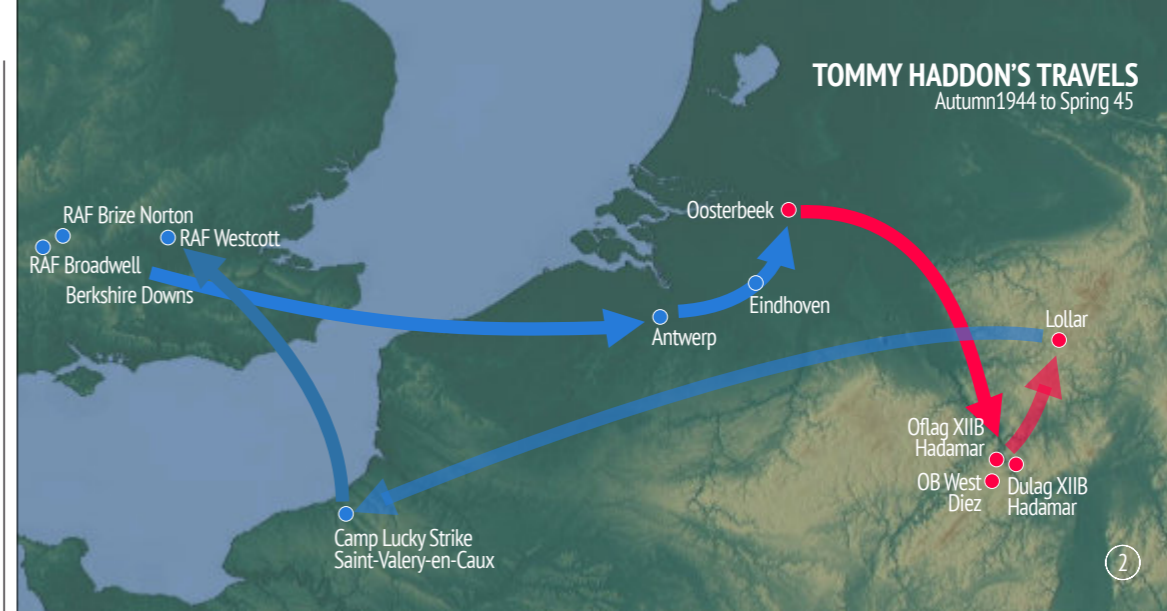 TOMMY HADDON'S TRAVELS
Autumn1944 to Spring 45
RAF Brize Norton
RAF Westcott
RAF Broadwell
Berkshire Downs
Oosterbeek
Eindhoven
Antwerp
Lollar
Oflag XIIB
Hadamar
OB West
Diez
Dulag XIIB
Hadamar
Camp Lucky Strike
Saint-Valery-en-Caux
2